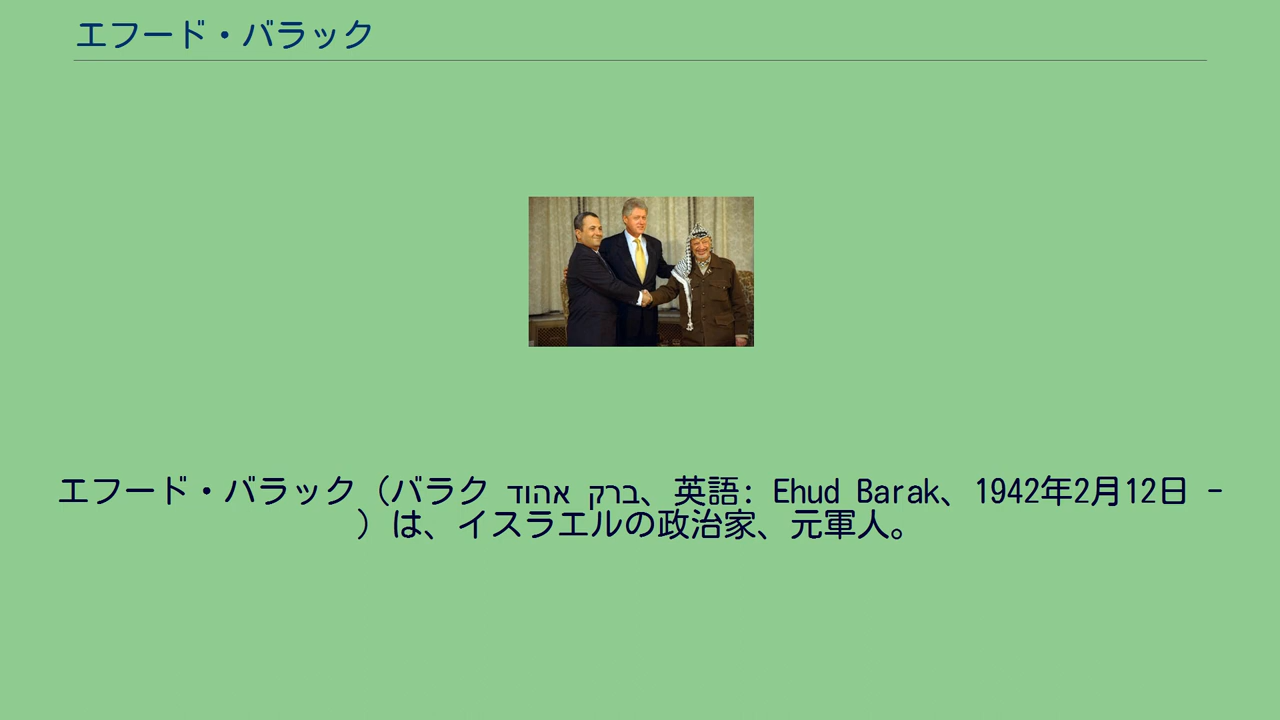 エフード・バラック
エフード・バラック（バラク ברק אהוד、英語: Ehud Barak、1942年2月12日 -
）は、イスラエルの政治家、元軍人。